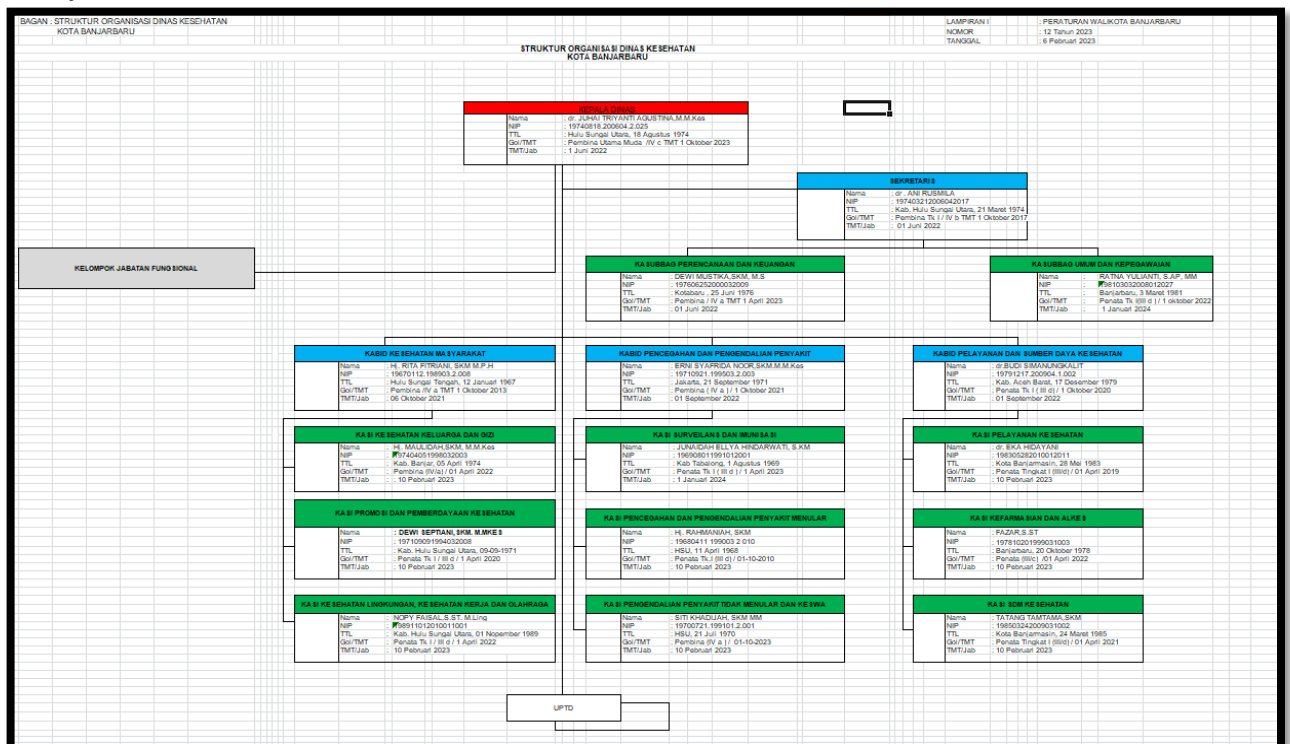 BAGAN : STRUKTUR ORGANISASI DINAS KESEHATAN
KOTA BANJARBARU
LAMPIRAN I : PERATURAN WALIKOTA BANJARBARU
NOMOR : 12 Tahun 2023
TANGGAL : 6 Pebruari 2023
STRUKTUR ORGANISASI DINAS KESEHATAN
KOTA BANJARBARU
KEPALA DINAS
Nama : dr. JUHAI TRIYANTI AGUSTINA,M.M.Kes
NIP : 19740818.200604.2.025
TTL : Hulu Sungai Utara, 18 Agustus 1974
Gol/TMT : Pembina Utama Muda /IV c TMT 1 Oktober 2023
TMT/Jab : 1 Juni 2022
SEKRETARIS
Nama : dr . ANI RUSMILA
NIP : 197403212006042017
TTL : Kab. Hulu Sungai Utara, 21 Maret 1974
Gol/TMT : Pembina Tk I / IV b TMT 1 Oktober 2017
TMT/Jab : 01 Juni 2022
KELOMPOK JABATAN FUNGSIONAL
KASUBBAG PERENCANAAN DAN KEUANGAN
Nama : DEWI MUSTIKA,SKM, M.S
NIP : 197606252000032009
TTL : Kotabaru , 25 Juni 1976
Gol/TMT : Pembina / IV a TMT 1 April 2023
TMT/Jab : 01 Juni 2022
KASUBBAG UMUM DAN KEPEGAWAIAN
Nama : RATNA YULIANTI, S.AP, MM
NIP : 98103032008012027
TTL : Banjarbaru, 3 Maret 1981
Gol/TMT : Penata Tk I(III d ) / 1 oktober 2022
TMT/Jab : 1 Januari 2024
KABID KESEHATAN MASYARAKAT
Nama : Hj. RITA FITRIANI, SKM M.P.H
NIP : 19670112.198903.2.008
TTL : Hulu Sungai Tengah, 12 Januari 1967
Gol/TMT : Pembina /IV a TMT 1 Oktober 2013
TMT/Jab : 06 Oktober 2021
KABID PENCEGAHAN DAN PENGENDALIAN PENYAKIT
Nama : ERNI SYAFRIDA NOOR,SKM.M.M.Kes
NIP : 19710921.199503.2.003
TTL : Jakarta, 21 September 1971
Gol/TMT : Pembina ( IV a ) / 1 Oktober 2021
TMT/Jab : 01 September 2022
KABID PELAYANAN DAN SUMBER DAYA KESEHATAN
Nama : dr.BUDI SIMANUNGKALIT
NIP : 19791217.200904.1.002
TTL : Kab. Aceh Barat, 17 Desember 1979
Gol/TMT : Penata Tk I ( III d) / 1 Oktober 2020
TMT/Jab : 01 September 2022
KASI KESEHATAN KELUARGA DAN GIZI
Nama : Hj. MAULIDAH,SKM, M.M.Kes
NIP : 97404051998032003
TTL : Kab. Banjar, 05 April 1974
Gol/TMT : Pembina (IV/a) / 01 April 2022
TMT/Jab : : 10 Pebruari 2023
KASI SURVEILANS DAN IMUNISASI
Nama : JUNAIDAH ELLYA HINDARWATI, S.KM
NIP : 196908011991012001
TTL : Kab Tabalong, 1 Agustus 1969
Gol/TMT : Penata Tk I ( III d ) / 1 April 2023
TMT/Jab : 1 Januari 2024
KASI PELAYANAN KESEHATAN
Nama : dr. EKA HIDAYANI
NIP : 198305282010012011
TTL : Kota Banjarmasin, 28 Mei 1983
Gol/TMT : Penata Tingkat I (III/d) / 01 April 2019
TMT/Jab : 10 Pebruari 2023
KASI PROMOSI DAN PEMBERDAYAAN KESEHATAN
Nama : DEWI SEPTIANI, SKM. M.MKES
NIP : 197109091994032008
TTL : Kab. Hulu Sungai Utara, 09-09-1971
Gol/TMT : Penata Tk I / III d / 1 April 2020
TMT/Jab : 10 Pebruari 2023
KASI PENCEGAHAN DAN PENGENDALIAN PENYAKIT MENULAR
Nama : Hj. RAHMANIAH, SKM
NIP : 19680411 199003 2 010
TTL : HSU, 11 April 1968
Gol/TMT : Penata Tk.I (III d) / 01-10-2010
TMT/Jab : 10 Pebruari 2023
KASI KEFARMASIAN DAN ALKES
Nama : FAZAR,S.ST
NIP : 197810201999031003
TTL : Banjarbaru, 20 Oktober 1978
Gol/TMT : Penata (III/c) /01 April 2022
TMT/Jab : 10 Pebruari 2023
KASI KESEHATAN LINGKUNGAN, KESEHATAN KERJA DAN OLAHRAGA
Nama : NOPY FAISAL,S.ST. M.Ling
NIP : 98911012010011001
TTL : Kab. Hulu Sungai Utara, 01 Nopember 1989
Gol/TMT : Penata Tk I / III d / 1 April 2022
TMT/Jab : 10 Pebruari 2023
KASI PENGENDALIAN PENYAKIT TIDAK MENULAR DAN KESWA
Nama : SITI KHADIJAH, SKM MM
NIP : 19700721.199101.2.001
TTL : HSU, 21 Juli 1970
Gol/TMT : Pembina (IV a ) / 01-10-2023
TMT/Jab : 10 Pebruari 2023
KASI SDM KESEHATAN
Nama : TATANG TAMTAMA,SKM
NIP : 198503242009031002
TTL : Kota Banjarmasin, 24 Maret 1985
Gol/TMT : Penata Tingkat I (III/d) / 01 April 2021
TMT/Jab : 10 Pebruari 2023
UPTD